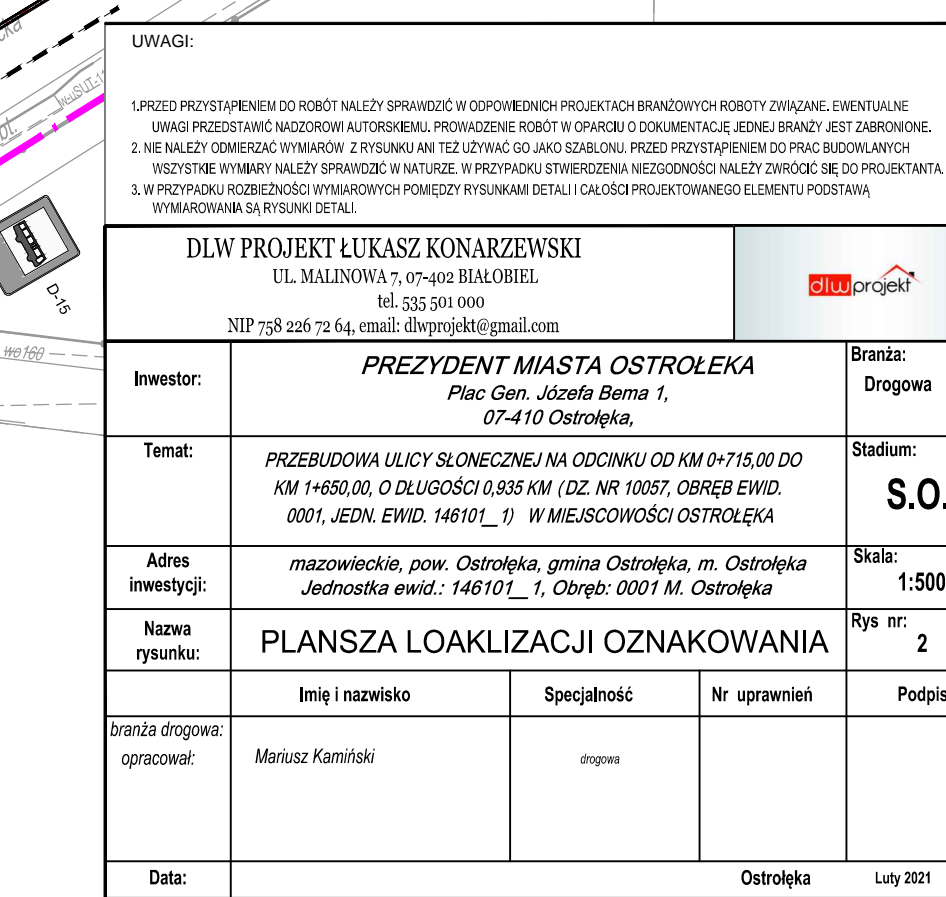 UWAGI:
W-uSUT-1
pt.
1.PRZED PRZYSTĄPIENIEM DO ROBÓT NALEŻY SPRAWDZIĆ W ODPOWIEDNICH PROJEKTACH BRANŻOWYCH ROBOTY ZWIĄZANE. EWENTUALNE
UWAGI PRZEDSTAWIĆ NADZOROWI AUTORSKIEMU. PROWADZENIE ROBÓT W OPARCIU O DOKUMENTACJĘ JEDNEJ BRANŻY JEST ZABRONIONE.
2. NIE NALEŻY ODMIERZAĆ WYMIARÓW Z RYSUNKU ANI TEŻ UŻYWAĆ GO JAKO SZABLONU. PRZED PRZYSTĄPIENIEM DO PRAC BUDOWLANYCH
WSZYSTKIE WYMIARY NALEŻY SPRAWDZIĆ W NATURZE. W PRZYPADKU STWIERDZENIA NIEZGODNOŚCI NALEŻY ZWRÓCIĆ SIĘ DO PROJEKTANTA.
3. W PRZYPADKU ROZBIEŻNOŚCI WYMIAROWYCH POMIĘDZY RYSUNKAMI DETALI I CAŁOŚCI PROJEKTOWANEGO ELEMENTU PODSTAWĄ
WYMIAROWANIA SĄ RYSUNKI DETALI.
D-15
wo160
DLW PROJEKT ŁUKASZ KONARZEWSKI
UL. MALINOWA 7, 07-402 BIAŁOBIEL
tel. 535 501 000
NIP 758 226 72 64, email: dlwprojekt@gmail.com
dlwprojekt
Inwestor:
PREZYDENT MIASTA OSTROŁEKA
Plac Gen. Józefa Bema 1,
07-410 Ostrołęka,
Branża:
Drogowa
Temat:
PRZEBUDOWA ULICY SŁONECZNEJ NA ODCINKU OD KM 0+715,00 DO
KM 1+650,00, O DŁUGOŚCI 0,935 KM (DZ. NR 10057, OBRĘB EWID.
0001, JEDN. EWID. 146101__1) W MIEJSCOWOŚCI OSTROŁĘKA
Stadium:
S.O.
Adres
inwestycji:
mazowieckie, pow. Ostrołęka, gmina Ostrołęka, m. Ostrołęka
Jednostka ewid.: 146101__1, Obręb: 0001 M. Ostrołęka
Skala:
1:500
Nazwa
rysunku:
PLANSZA LOAKLIZACJI OZNAKOWANIA
Rys nr:
2
Imię i nazwisko Specjalność Nr uprawnień Podpis
branża drogowa:
opracował: Mariusz Kamiński drogowa
Data: Ostrołęka Luty 2021